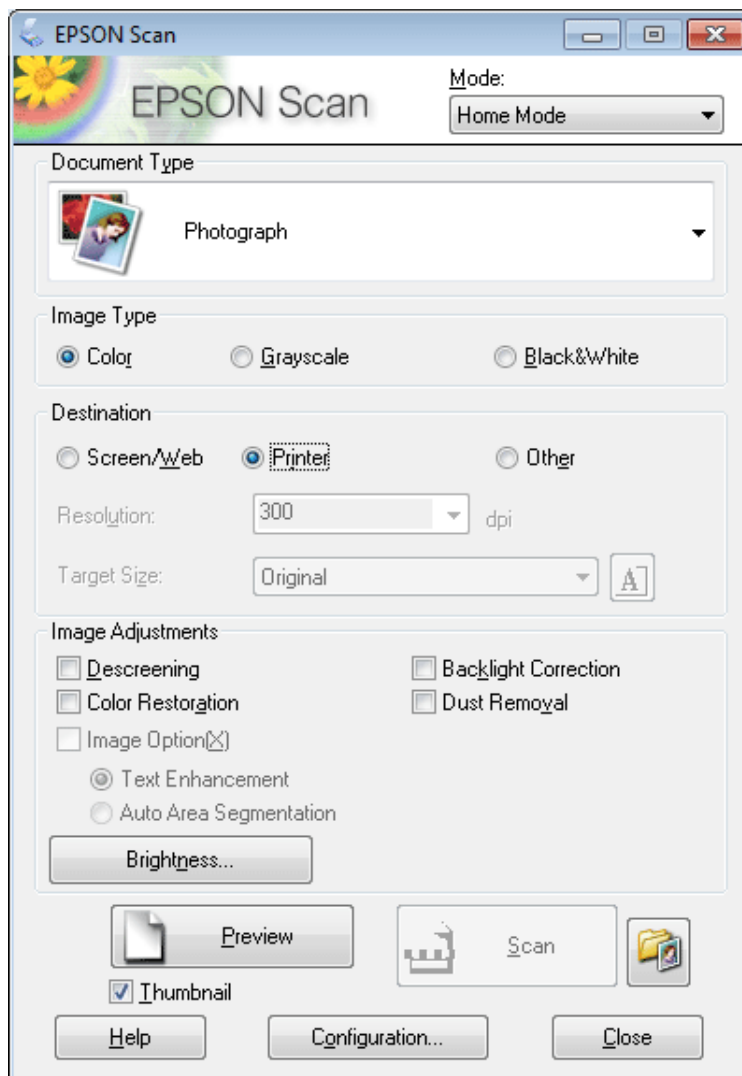 EPSON Scan
EPSON Scan
Mode:
Home Mode
Document Type
Photograph
Image Type
Color Grayscale Black&White
Destination
Screen/Web Printer Other
Resolution: 300 dpi
Target Size: Original A
Image Adjustments
Descreening Backlight Correction
Color Restoration Dust Removal
Image Option(X)
Text Enhancement
Auto Area Segmentation
Brightness...
Preview Scan
Thumbnail
Help Configuration... Close